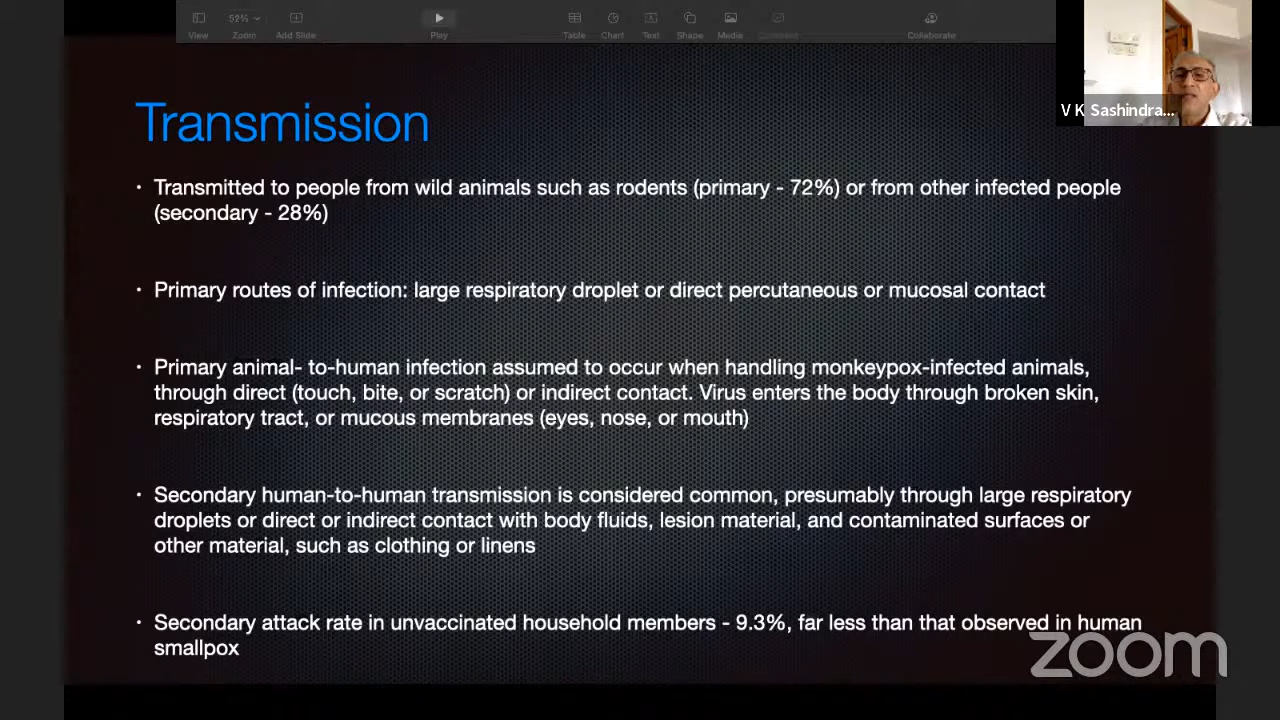 52%
View
Zoom
Add Slide
Play
Table
Chart
Text
Shape
Media
Comment
Collaborate
V K Sashindra...
Transmission
• Transmitted to people from wild animals such as rodents (primary - 72%) or from other infected people
(secondary - 28%)
• Primary routes of infection: large respiratory droplet or direct percutaneous or mucosal contact
• Primary animal- to-human infection assumed to occur when handling monkeypox-infected animals,
through direct (touch, bite, or scratch) or indirect contact. Virus enters the body through broken skin,
respiratory tract, or mucous membranes (eyes, nose, or mouth)
• Secondary human-to-human transmission is considered common, presumably through large respiratory
droplets or direct or indirect contact with body fluids, lesion material, and contaminated surfaces or
other material, such as clothing or linens
• Secondary attack rate in unvaccinated household members - 9.3%, far less than that observed in human
smallpox
zoom